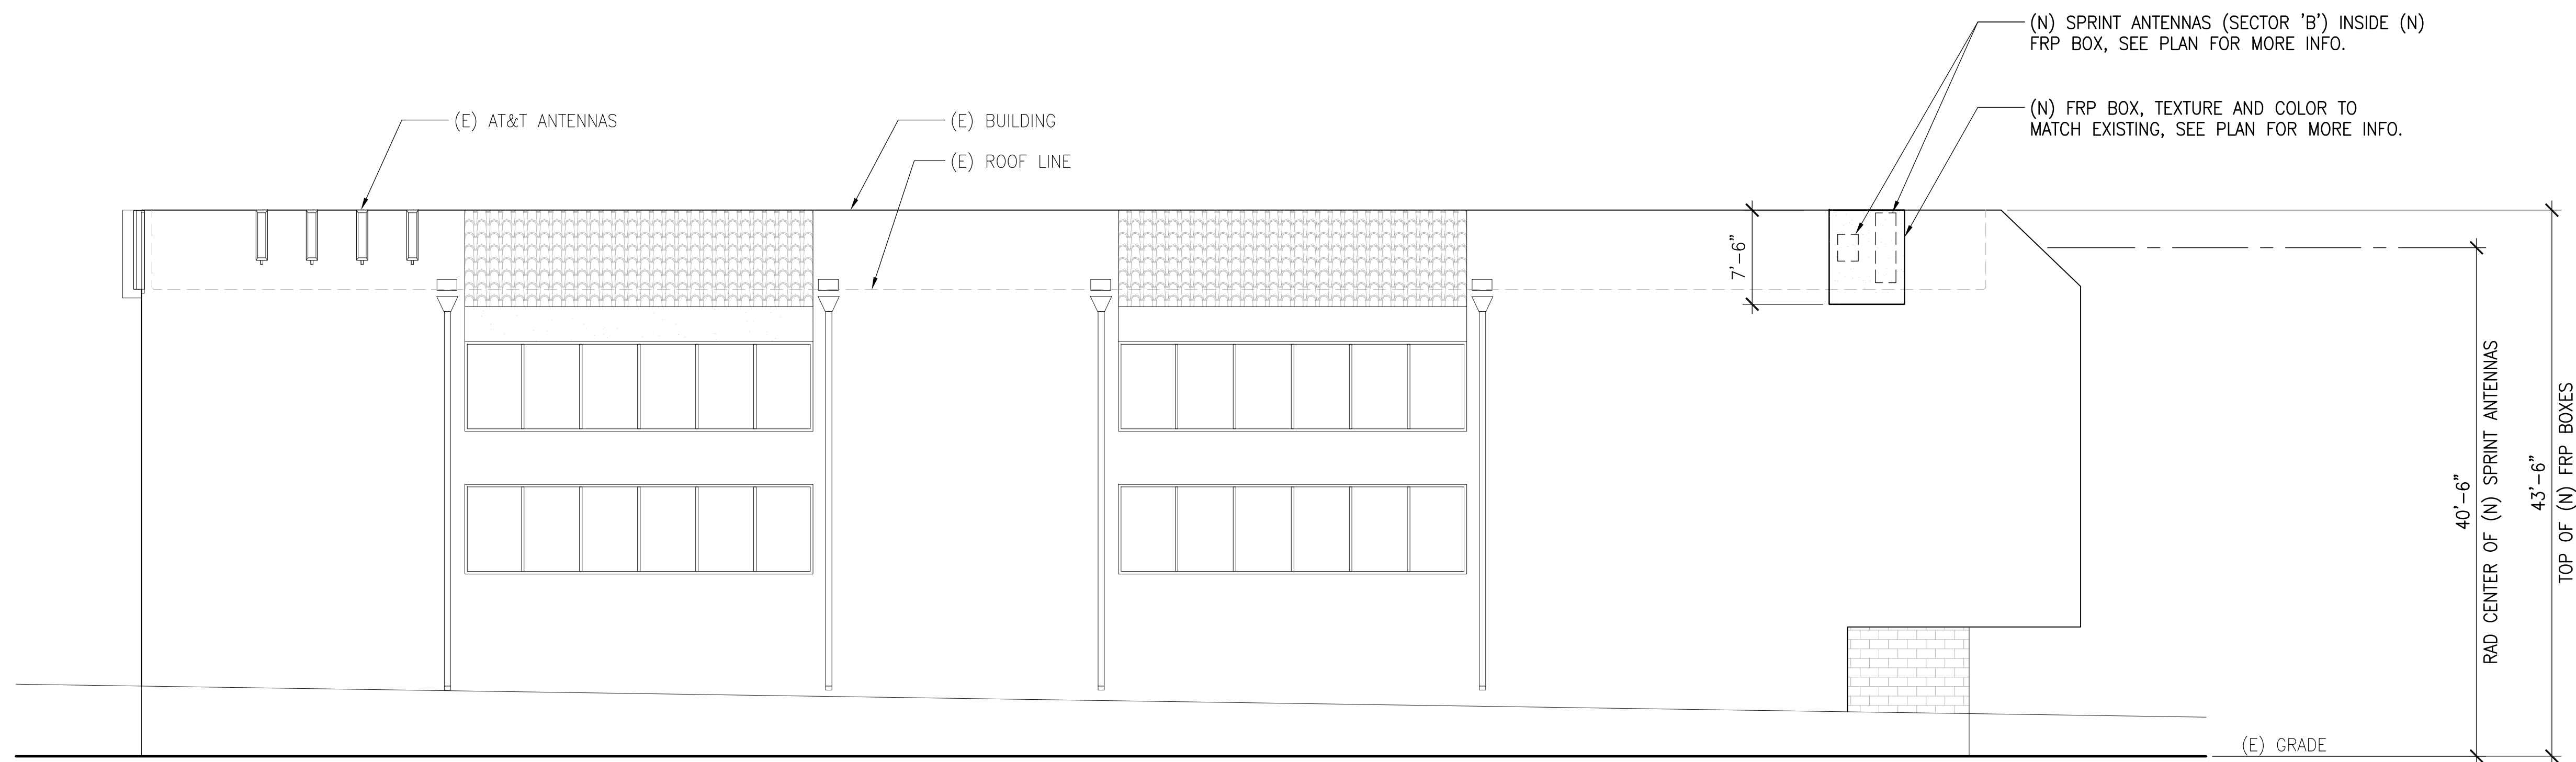 (N) SPRINT ANTENNAS (SECTOR 'B') INSIDE (N)
FRP BOX, SEE PLAN FOR MORE INFO.
(N) FRP BOX, TEXTURE AND COLOR TO
MATCH EXISTING, SEE PLAN FOR MORE INFO.
(E) AT&T ANTENNAS
(E) BUILDING
(E) ROOF LINE
7'-6"
40'-6"
RAD CENTER OF (N) SPRINT ANTENNAS
43'-6"
TOP OF (N) FRP BOXES
(E) GRADE